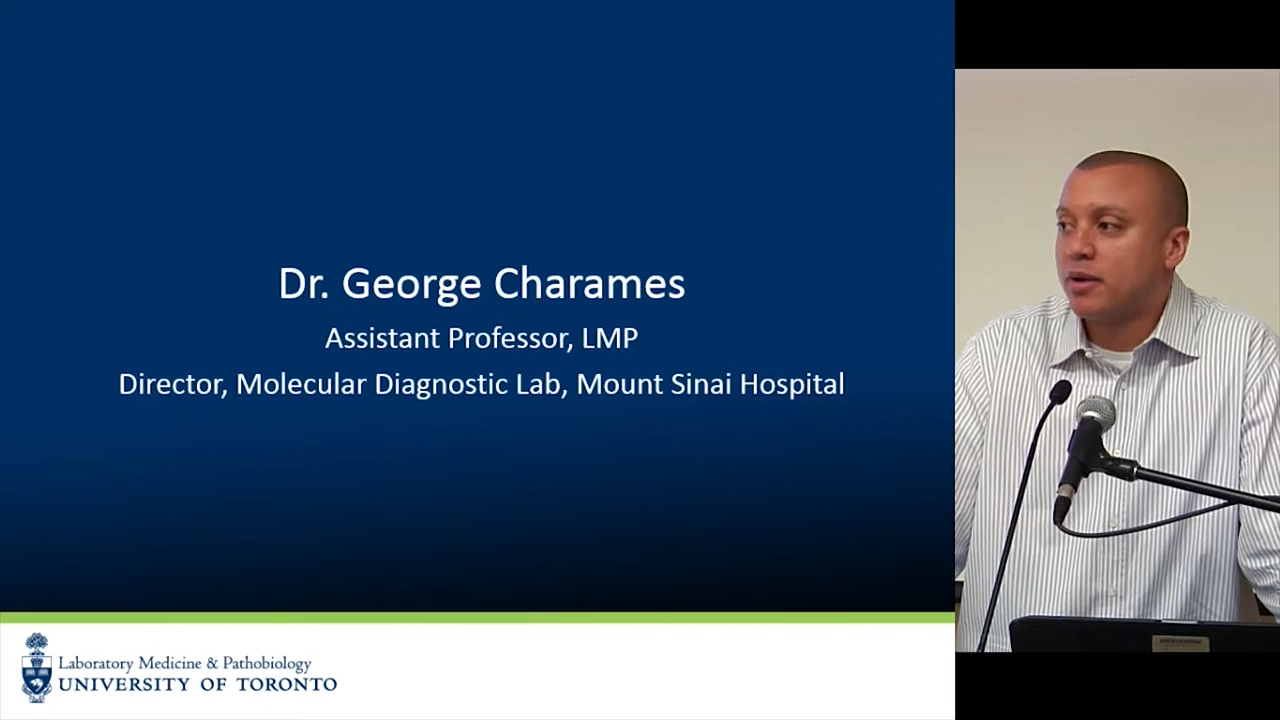 Dr. George Charames
Assistant Professor, LMP
Director, Molecular Diagnostic Lab, Mount Sinai Hospital
Laboratory Medicine & Pathobiology
UNIVERSITY OF TORONTO